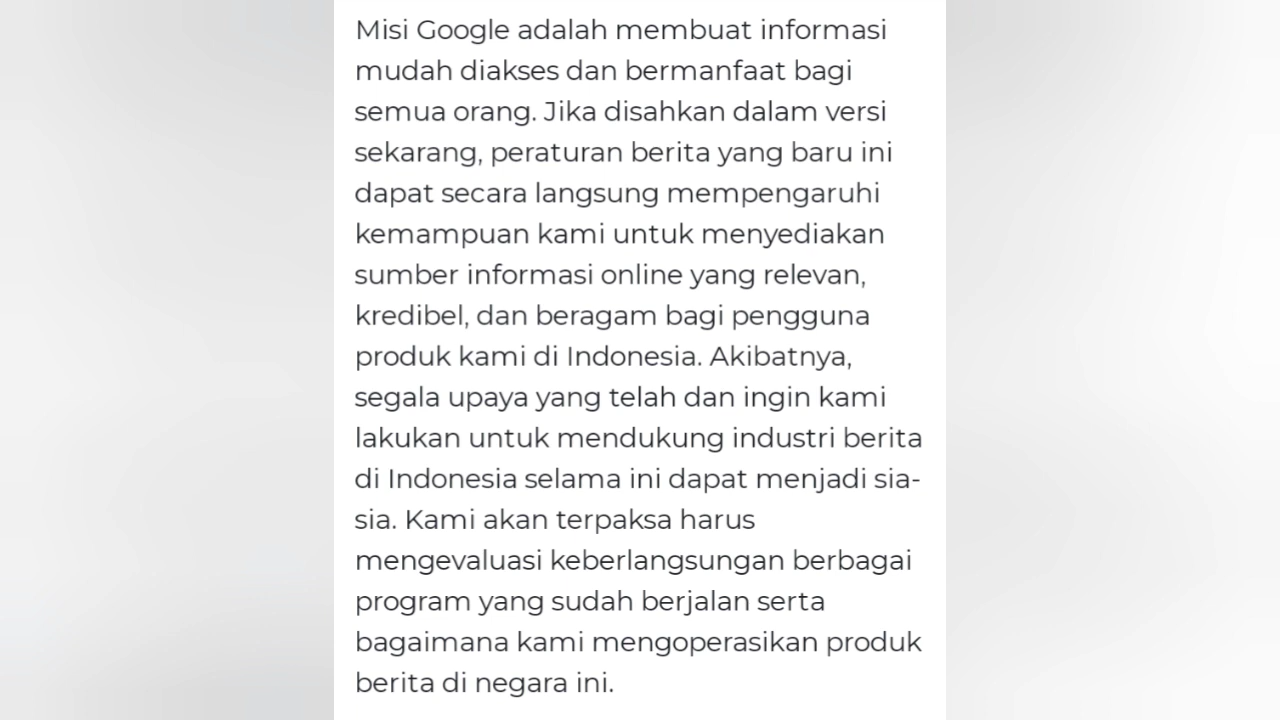 Misi Google adalah membuat informasi
mudah diakses dan bermanfaat bagi
semua orang. Jika disahkan dalam versi
sekarang, peraturan berita yang baru ini
dapat secara langsung mempengaruhi
kemampuan kami untuk menyediakan
sumber informasi online yang relevan,
kredibel, dan beragam bagi pengguna
produk kami di Indonesia. Akibatnya,
segala upaya yang telah dan ingin kami
lakukan untuk mendukung industri berita
di Indonesia selama ini dapat menjadi sia-
sia. Kami akan terpaksa harus
mengevaluasi keberlangsungan berbagai
program yang sudah berjalan serta
bagaimana kami mengoperasikan produk
berita di negara ini.